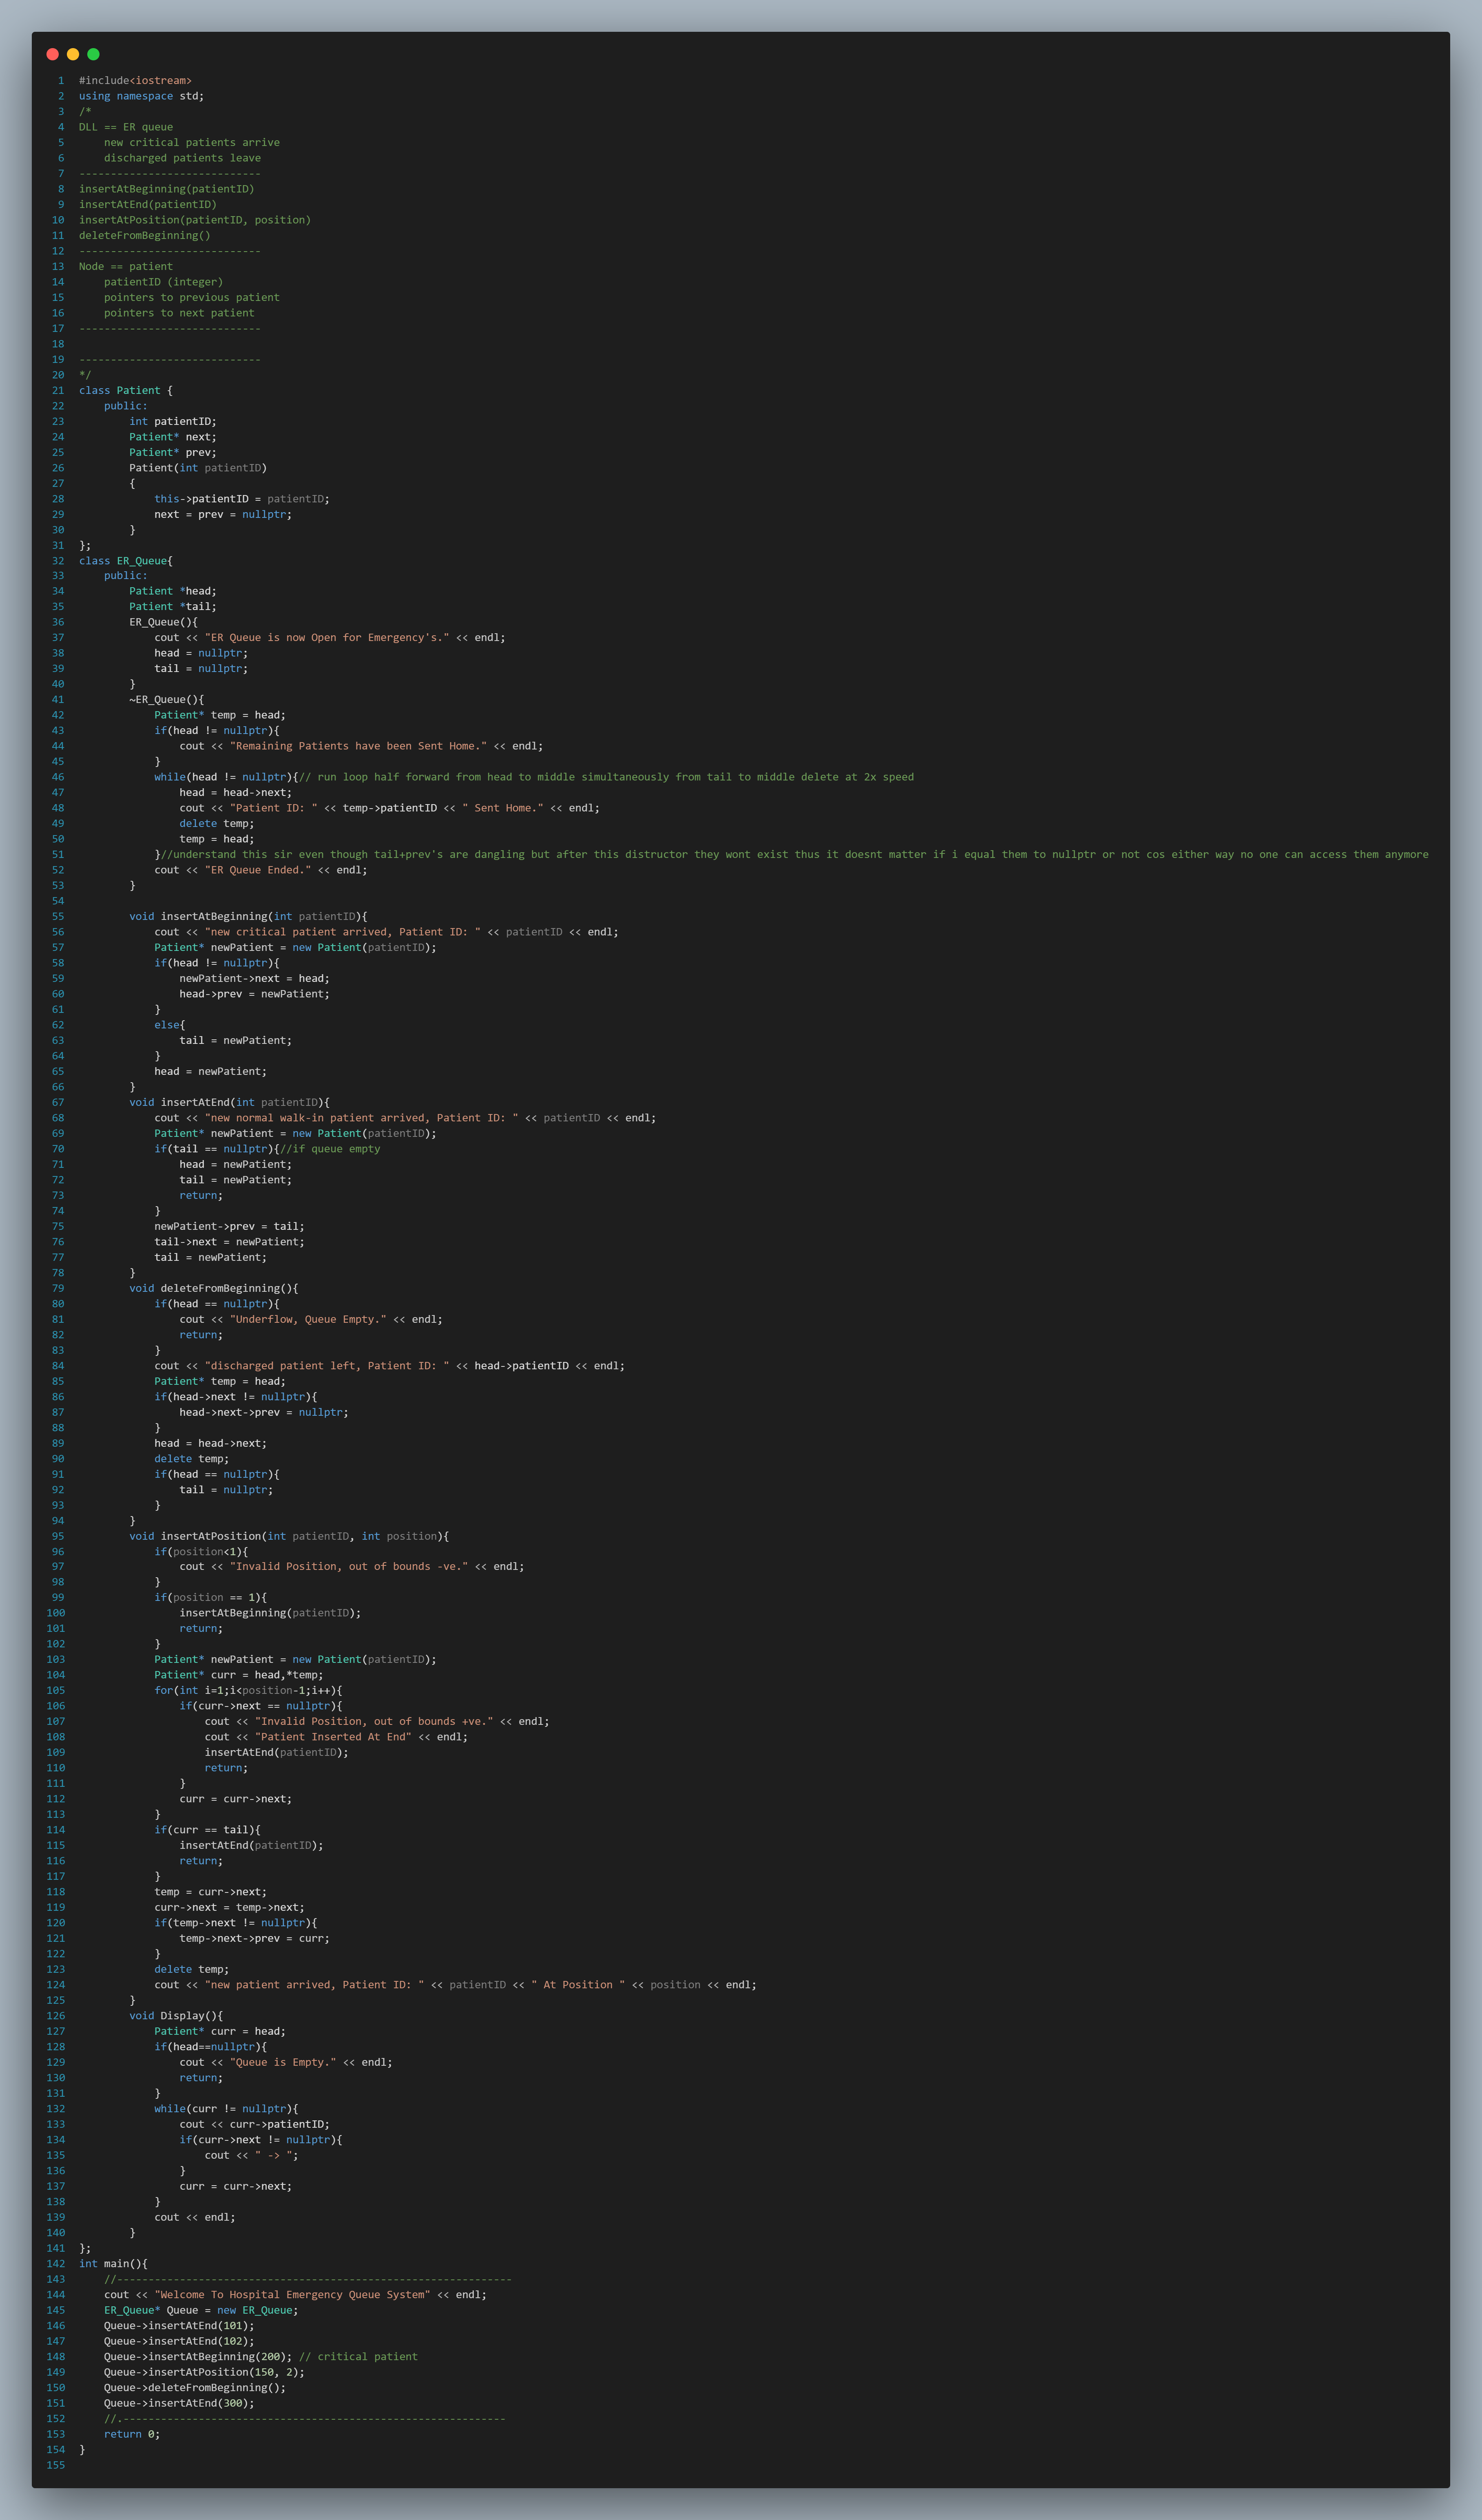 1 #include<iostream>
2 using namespace std;
3 /*
4 DLL == ER queue
5     new critical patients arrive
6     discharged patients leave
7 -----------------------------
8 insertAtBeginning(patientID)
9 insertAtEnd(patientID)
10 insertAtPosition(patientID, position)
11 deleteFromBeginning()
12 -----------------------------
13 Node == patient
14     patientID (integer)
15     pointers to previous patient
16     pointers to next patient
17 -----------------------------
18
19 -----------------------------
20 */
21 class Patient {
22     public:
23         int patientID;
24         Patient* next;
25         Patient* prev;
26         Patient(int patientID)
27         {
28             this->patientID = patientID;
29             next = prev = nullptr;
30         }
31 };
32 class ER_Queue{
33     public:
34         Patient *head;
35         Patient *tail;
36         ER_Queue(){
37             cout << "ER Queue is now Open for Emergency's." << endl;
38             head = nullptr;
39             tail = nullptr;
40         }
41         ~ER_Queue(){
42             Patient* temp = head;
43             if(head != nullptr){
44                 cout << "Remaining Patients have been Sent Home." << endl;
45             }
46             while(head != nullptr){// run loop half forward from head to middle simultaneously from tail to middle delete at 2x speed
47                 head = head->next;
48                 cout << "Patient ID: " << temp->patientID << " Sent Home." << endl;
49                 delete temp;
50                 temp = head;
51             }//understand this sir even though tail+prev's are dangling but after this distructor they wont exist thus it doesnt matter if i equal them to nullptr or not cos either way no one can access them anymore
52             cout << "ER Queue Ended." << endl;
53         }
54
55         void insertAtBeginning(int patientID){
56             cout << "new critical patient arrived, Patient ID: " << patientID << endl;
57             Patient* newPatient = new Patient(patientID);
58             if(head != nullptr){
59                 newPatient->next = head;
60                 head->prev = newPatient;
61             }
62             else{
63                 tail = newPatient;
64             }
65             head = newPatient;
66         }
67         void insertAtEnd(int patientID){
68             cout << "new normal walk-in patient arrived, Patient ID: " << patientID << endl;
69             Patient* newPatient = new Patient(patientID);
70             if(tail == nullptr){//if queue empty
71                 head = newPatient;
72                 tail = newPatient;
73                 return;
74             }
75             newPatient->prev = tail;
76             tail->next = newPatient;
77             tail = newPatient;
78         }
79         void deleteFromBeginning(){
80             if(head == nullptr){
81                 cout << "Underflow, Queue Empty." << endl;
82                 return;
83             }
84             cout << "discharged patient left, Patient ID: " << head->patientID << endl;
85             Patient* temp = head;
86             if(head->next != nullptr){
87                 head->next->prev = nullptr;
88             }
89             head = head->next;
90             delete temp;
91             if(head == nullptr){
92                 tail = nullptr;
93             }
94         }
95         void insertAtPosition(int patientID, int position){
96             if(position<1){
97                 cout << "Invalid Position, out of bounds -ve." << endl;
98             }
99             if(position == 1){
100                 insertAtBeginning(patientID);
101                 return;
102             }
103             Patient* newPatient = new Patient(patientID);
104             Patient* curr = head,*temp;
105             for(int i=1;i<position-1;i++){
106                 if(curr->next == nullptr){
107                     cout << "Invalid Position, out of bounds +ve." << endl;
108                     cout << "Patient Inserted At End" << endl;
109                     insertAtEnd(patientID);
110                     return;
111                 }
112                 curr = curr->next;
113             }
114             if(curr == tail){
115                 insertAtEnd(patientID);
116                 return;
117             }
118             temp = curr->next;
119             curr->next = temp->next;
120             if(temp->next != nullptr){
121                 temp->next->prev = curr;
122             }
123             delete temp;
124             cout << "new patient arrived, Patient ID: " << patientID << " At Position " << position << endl;
125         }
126         void Display(){
127             Patient* curr = head;
128             if(head==nullptr){
129                 cout << "Queue is Empty." << endl;
130                 return;
131             }
132             while(curr != nullptr){
133                 cout << curr->patientID;
134                 if(curr->next != nullptr){
135                     cout << " -> ";
136                 }
137                 curr = curr->next;
138             }
139             cout << endl;
140         }
141 };
142 int main(){
143     //---------------------------------------------------------------
144     cout << "Welcome To Hospital Emergency Queue System" << endl;
145     ER_Queue* Queue = new ER_Queue;
146     Queue->insertAtEnd(101);
147     Queue->insertAtEnd(102);
148     Queue->insertAtBeginning(200); // critical patient
149     Queue->insertAtPosition(150, 2);
150     Queue->deleteFromBeginning();
151     Queue->insertAtEnd(300);
152     //.-------------------------------------------------------------
153     return 0;
154 }
155